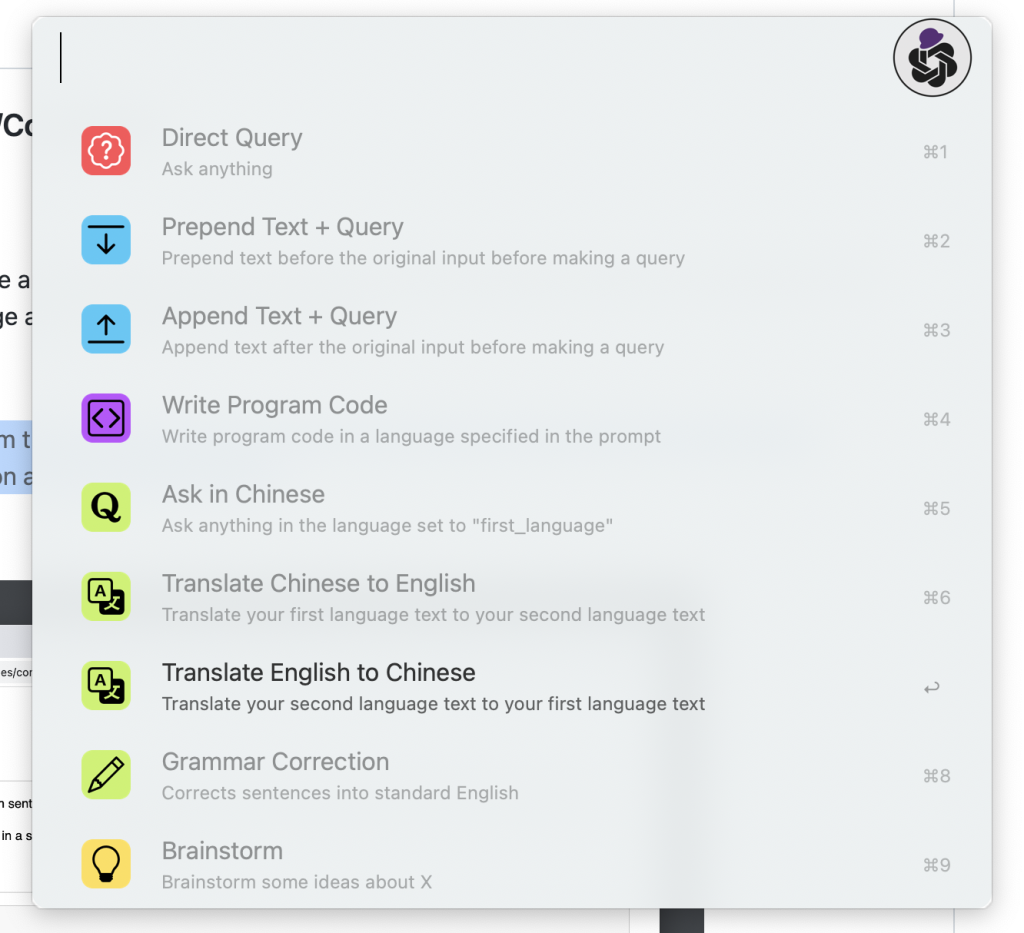 Direct Query
Ask anything
⌘1
Prepend Text + Query
Prepend text before the original input before making a query
⌘2
Append Text + Query
Append text after the original input before making a query
⌘3
Write Program Code
Write program code in a language specified in the prompt
⌘4
Ask in Chinese
Ask anything in the language set to "first_language"
⌘5
Translate Chinese to English
Translate your first language text to your second language text
⌘6
Translate English to Chinese
Translate your second language text to your first language text
↩
Grammar Correction
Corrects sentences into standard English
⌘8
Brainstorm
Brainstorm some ideas about X
⌘9